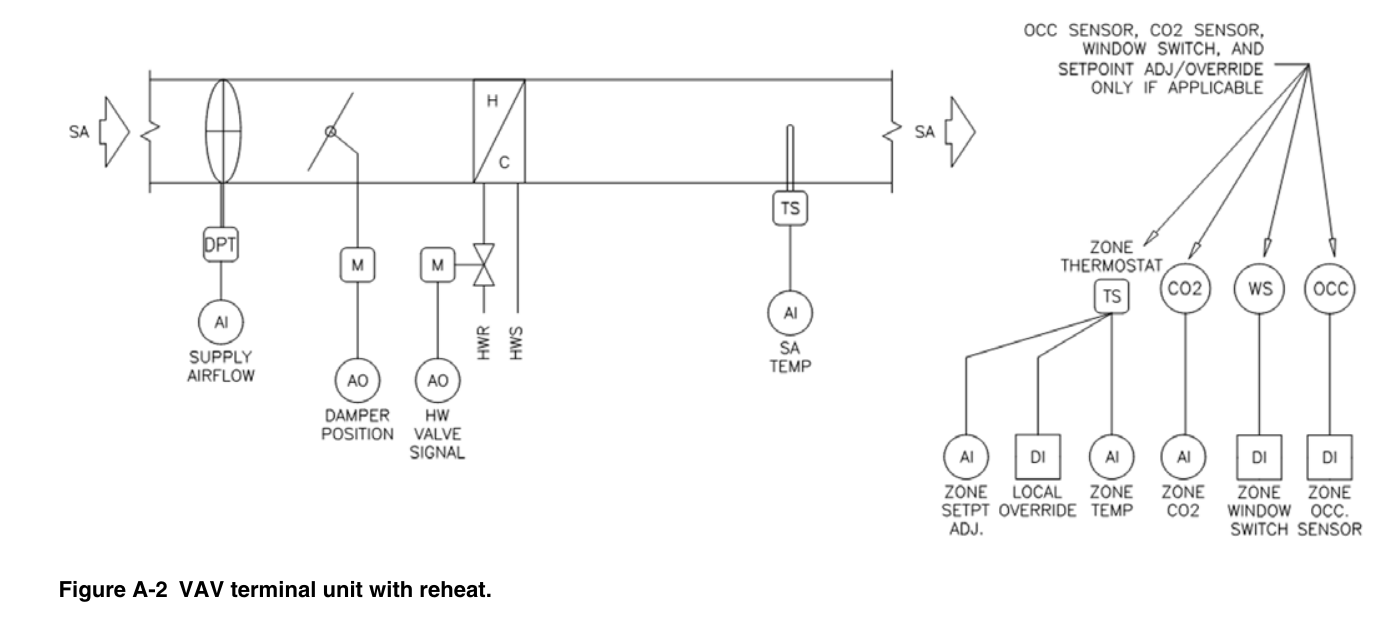 OCC SENSOR, CO2 SENSOR,
WINDOW SWITCH, AND
SETPOINT ADJ/OVERRIDE
ONLY IF APPLICABLE
SA
H
C
SA
TS
DPT
M
M
ZONE
THERMOSTAT
TS
CO2
WS
OCC
AI
SUPPLY
AIRFLOW
HWR
HWS
AI
SA
TEMP
AO
DAMPER
POSITION
AO
HW
VALVE
SIGNAL
AI
ZONE
SETPT
ADJ.
DI
LOCAL
OVERRIDE
AI
ZONE
TEMP
AI
ZONE
CO2
DI
ZONE
WINDOW
SWITCH
DI
ZONE
OCC.
SENSOR
Figure A-2 VAV terminal unit with reheat.